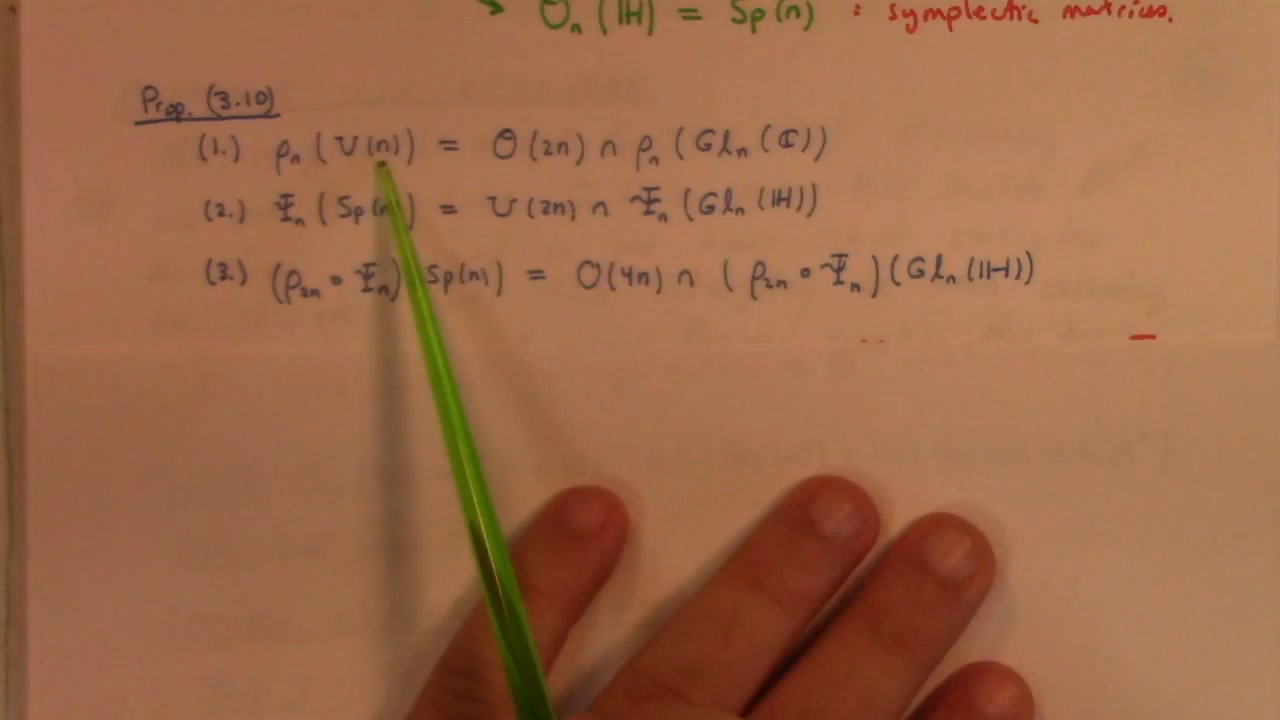 → O_n (ℍ) = Sp(n) : symplectic matrices.
Prop. (3.10)
(1.) ρ_n (U(n)) = O(2n) ∩ ρ_n (Gl_n (ℂ))
(2.) Ψ_n (Sp(n)) = U(2n) ∩ Ψ_n (Gl_n (ℍ))
(3.) (ρ_2n ∘ Ψ_n) Sp(n)) = O(4n) ∩ (ρ_2n ∘ Ψ_n)(Gl_n (ℍ))